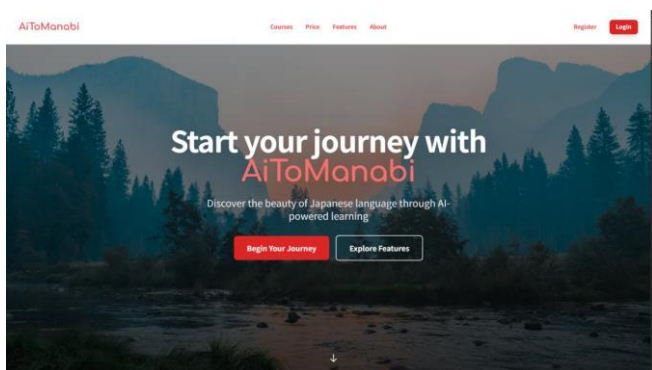 AiToManabi
Courses Price Features About
Register Login
Start your journey with
AiToManabi
Discover the beauty of Japanese language through AI-
powered learning
Begin Your Journey Explore Features